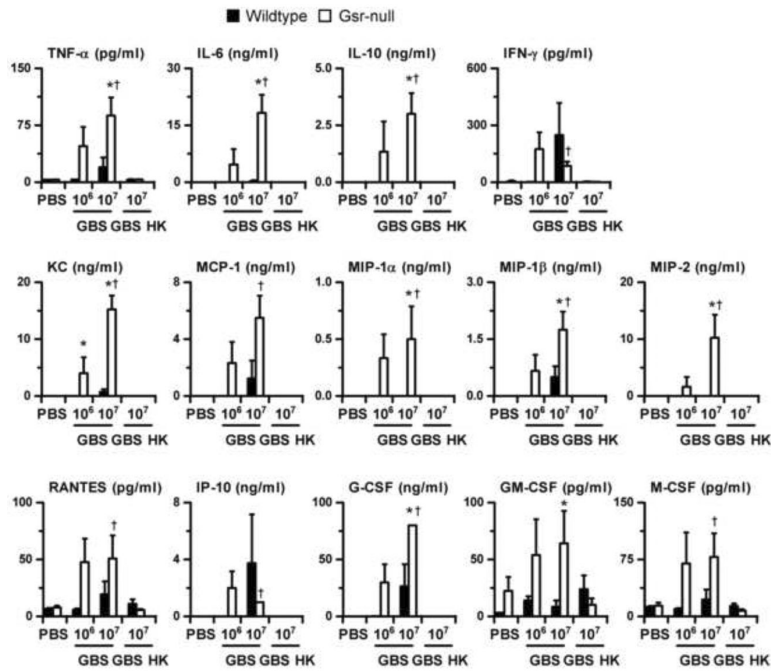 ■ Wildtype □ Gsr-null
TNF-α (pg/ml) IL-6 (ng/ml) IL-10 (ng/ml) IFN-γ (pg/ml)
150 30 5.0 600
*† *† *†
75 15 2.5 300
†
0 0 0.0 0
PBS 10⁶ 10⁷ 10⁷ PBS 10⁶ 10⁷ 10⁷ PBS 10⁶ 10⁷ 10⁷ PBS 10⁶ 10⁷ 10⁷
GBS GBS HK GBS GBS HK GBS GBS HK GBS GBS HK
KC (ng/ml) MCP-1 (ng/ml) MIP-1α (ng/ml) MIP-1β (ng/ml) MIP-2 (ng/ml)
20 8 1.0 3.0 20
*† † *† *† *†
10 4 0.5 1.5 10
*
0 0 0.0 0.0 0
PBS 10⁶ 10⁷ 10⁷ PBS 10⁶ 10⁷ 10⁷ PBS 10⁶ 10⁷ 10⁷ PBS 10⁶ 10⁷ 10⁷ PBS 10⁶ 10⁷ 10⁷
GBS GBS HK GBS GBS HK GBS GBS HK GBS GBS HK GBS GBS HK
RANTES (pg/ml) IP-10 (ng/ml) G-CSF (ng/ml) GM-CSF (pg/ml) M-CSF (pg/ml)
100 8 100 100 150
† *† * †
50 4 50 50 75
†
0 0 0 0 0
PBS 10⁶ 10⁷ 10⁷ PBS 10⁶ 10⁷ 10⁷ PBS 10⁶ 10⁷ 10⁷ PBS 10⁶ 10⁷ 10⁷ PBS 10⁶ 10⁷ 10⁷
GBS GBS HK GBS GBS HK GBS GBS HK GBS GBS HK GBS GBS HK